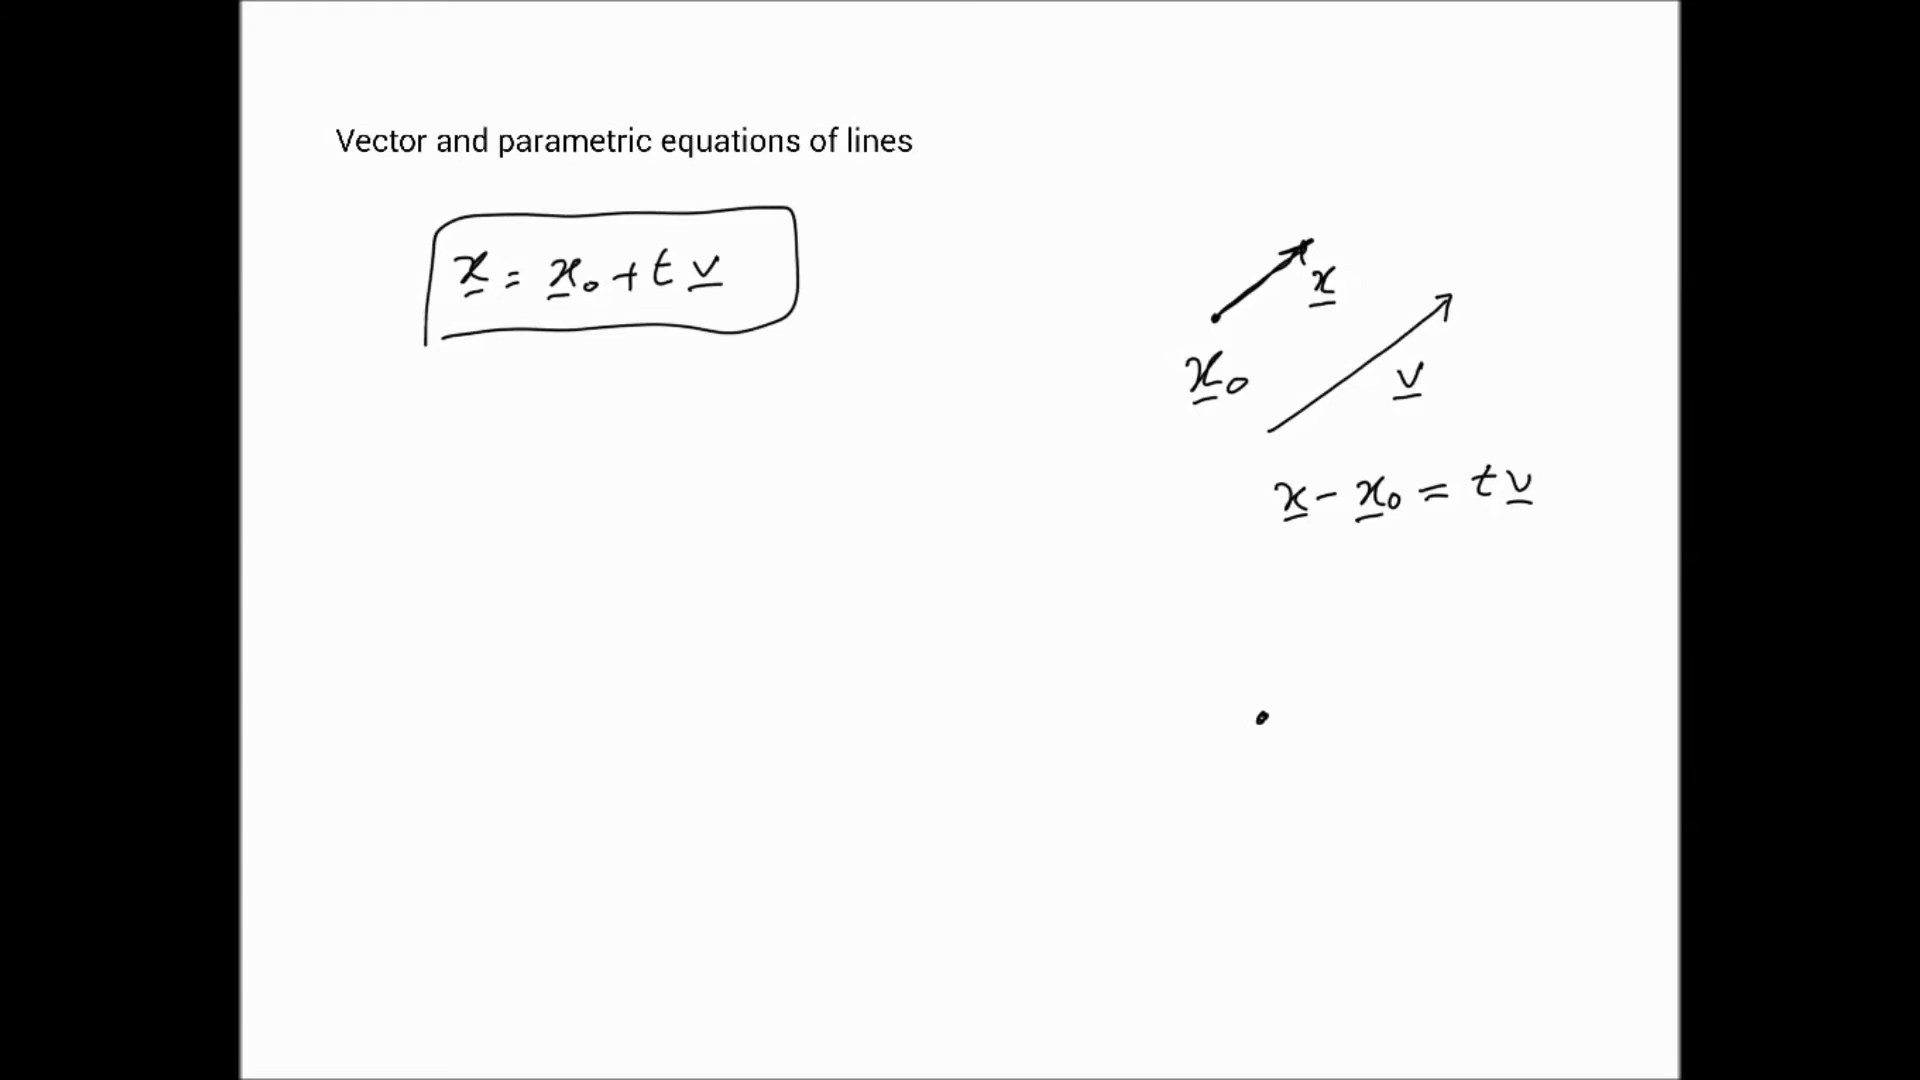 Vector and parametric equations of lines
x = x₀ + t v
x
x₀
v
x - x₀ = t v